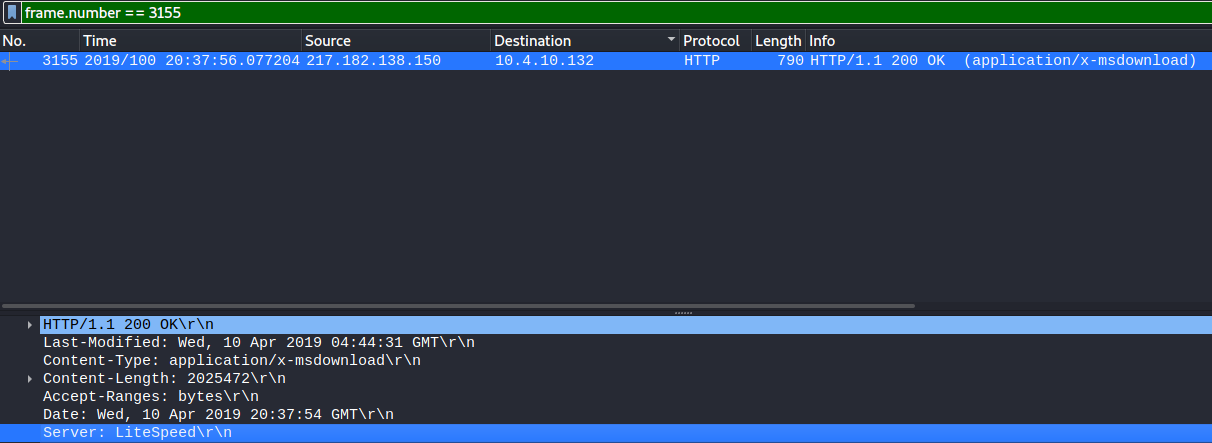 frame.number == 3155
No. Time Source Destination Protocol Length Info
3155 2019/100 20:37:56.077204 217.182.138.150 10.4.10.132 HTTP 790 HTTP/1.1 200 OK  (application/x-msdownload)
HTTP/1.1 200 OK\r\n
Last-Modified: Wed, 10 Apr 2019 04:44:31 GMT\r\n
Content-Type: application/x-msdownload\r\n
Content-Length: 2025472\r\n
Accept-Ranges: bytes\r\n
Date: Wed, 10 Apr 2019 20:37:54 GMT\r\n
Server: LiteSpeed\r\n